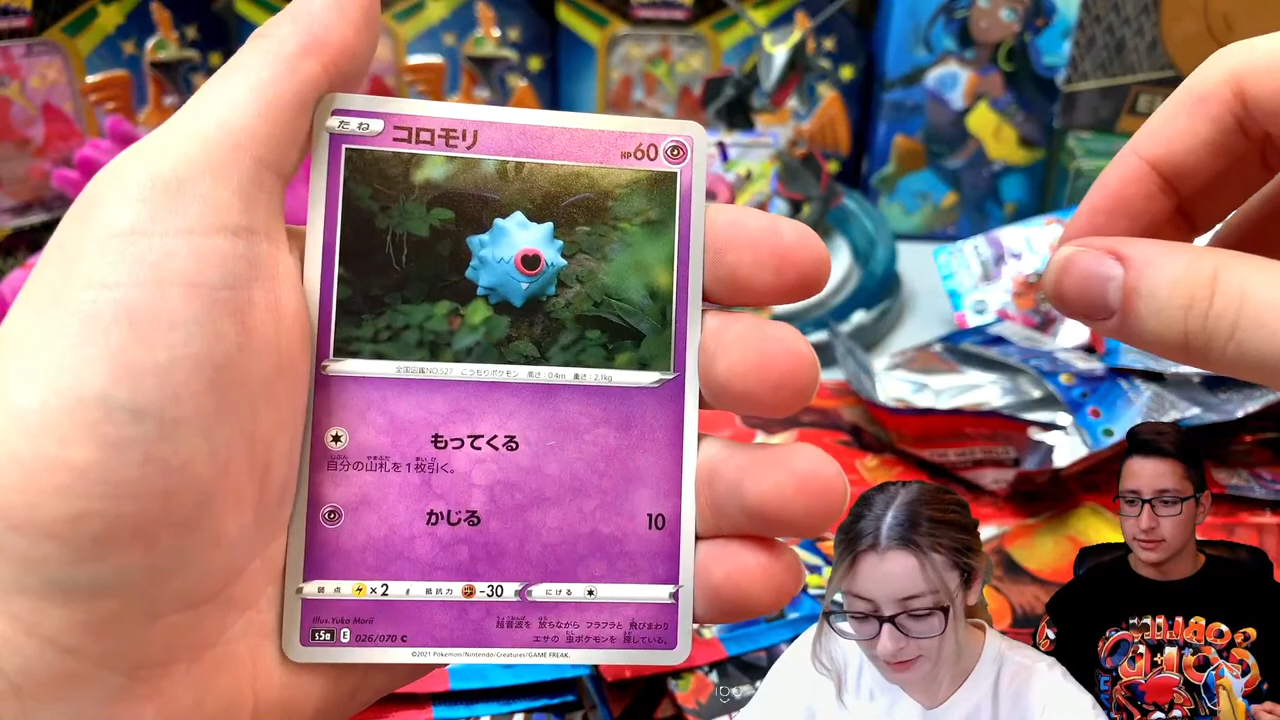 たね コロモリ HP60
全国図鑑NO.527 こうもりポケモン 高さ:0.4m 重さ:2.1kg
もってくる
自分の山札を1枚引く。
かじる 10
弱点 ×2 抵抗力 -30 にげる
Illus.Yuka Morii
超音波を 放ちながら フラフラと 飛びまわり
エサの 虫ポケモンを 探している。
s5a E 026/070 C
©2021 Pokémon/Nintendo/Creatures/GAME FREAK.
GOBLIN